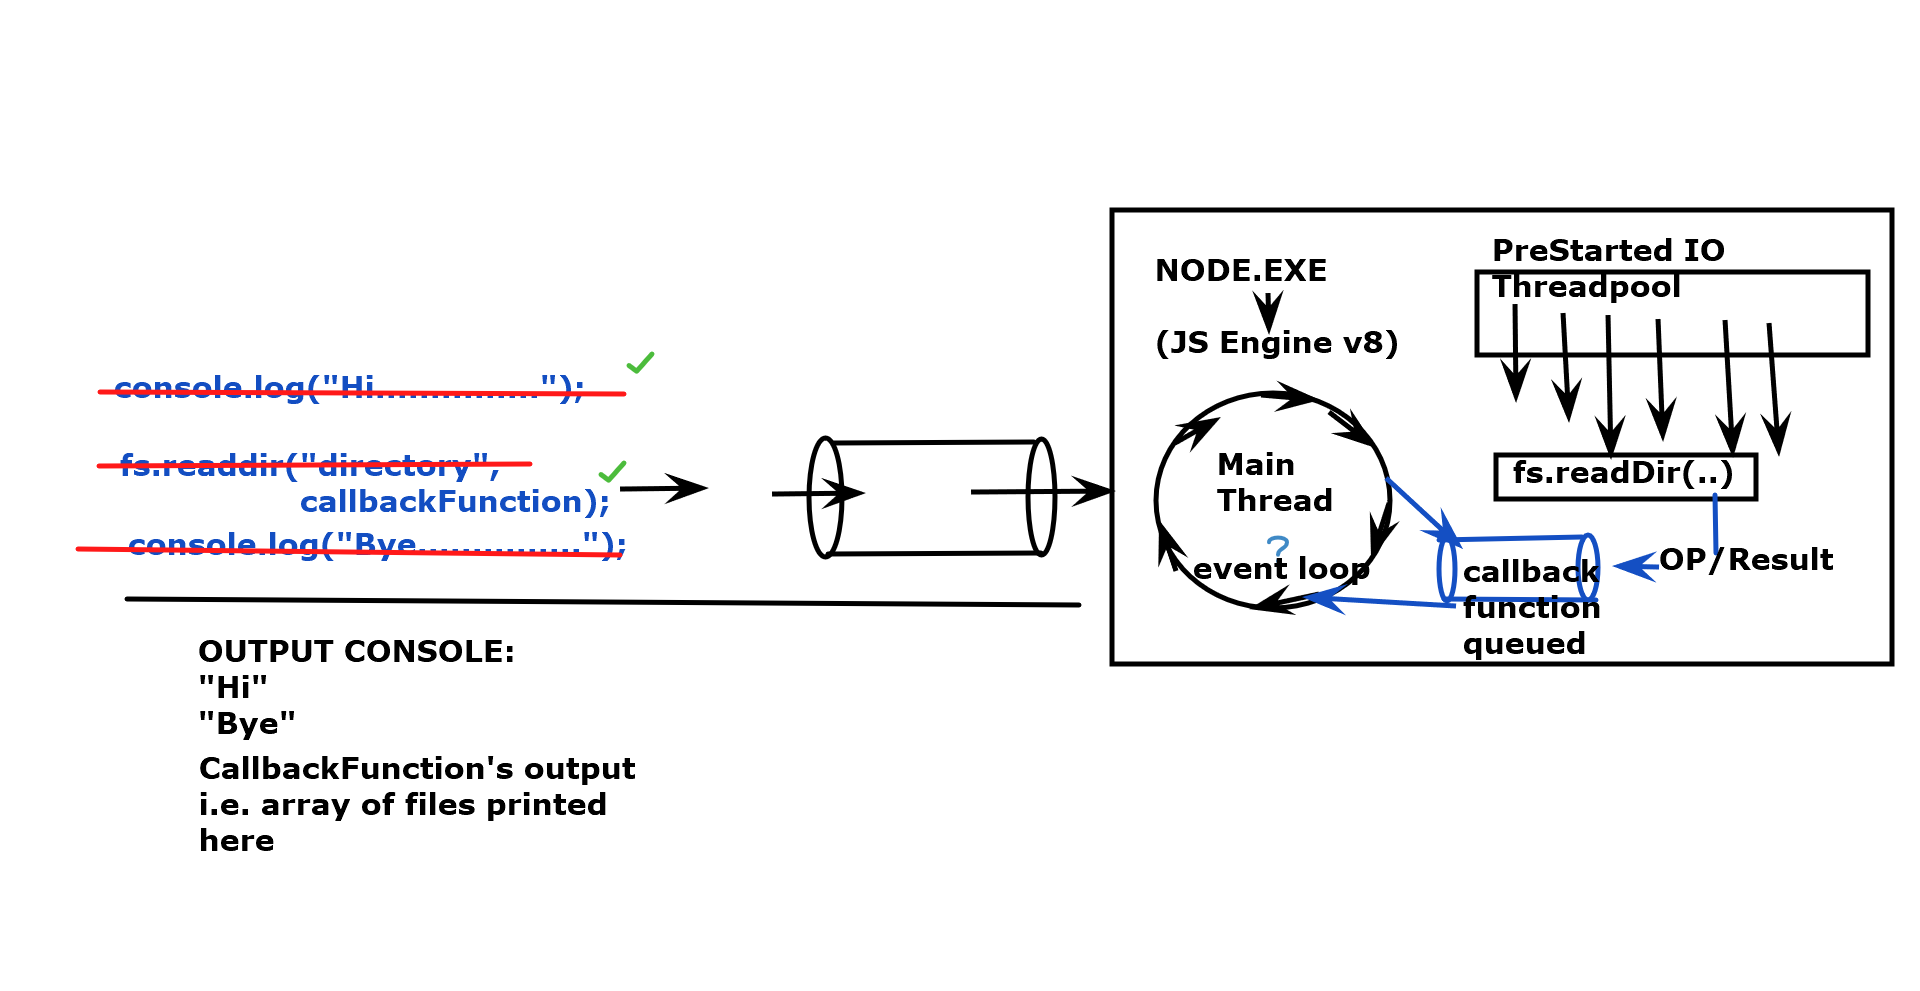 console.log("Hi..................");
fs.readdir("directory",
callbackFunction);
console.log("Bye..................");
OUTPUT CONSOLE:
"Hi"
"Bye"
CallbackFunction's output
i.e. array of files printed
here
NODE.EXE
(JS Engine v8)
Main
Thread
?
event loop
PreStarted IO
Threadpool
fs.readDir(..)
OP/Result
callback
function
queued